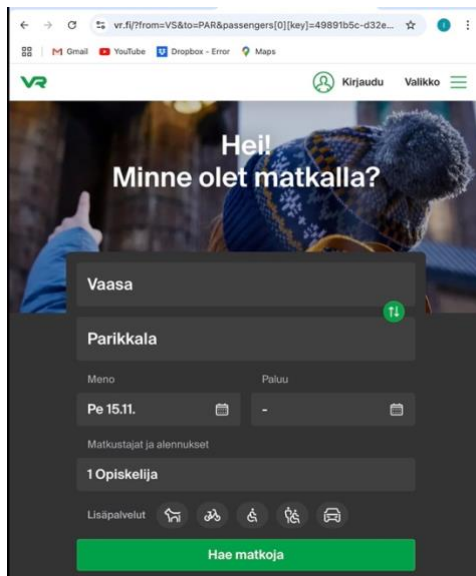 vr.fi/?from=VS&to=PAR&passengers[0][key]=49891b5c-d32e...
Gmail YouTube Dropbox - Error Maps
VR Kirjaudu Valikko
Hei!
Minne olet matkalla?
Vaasa
Parikkala
Meno Paluu
Pe 15.11. -
Matkustajat ja alennukset
1 Opiskelija
Lisäpalvelut
Hae matkoja